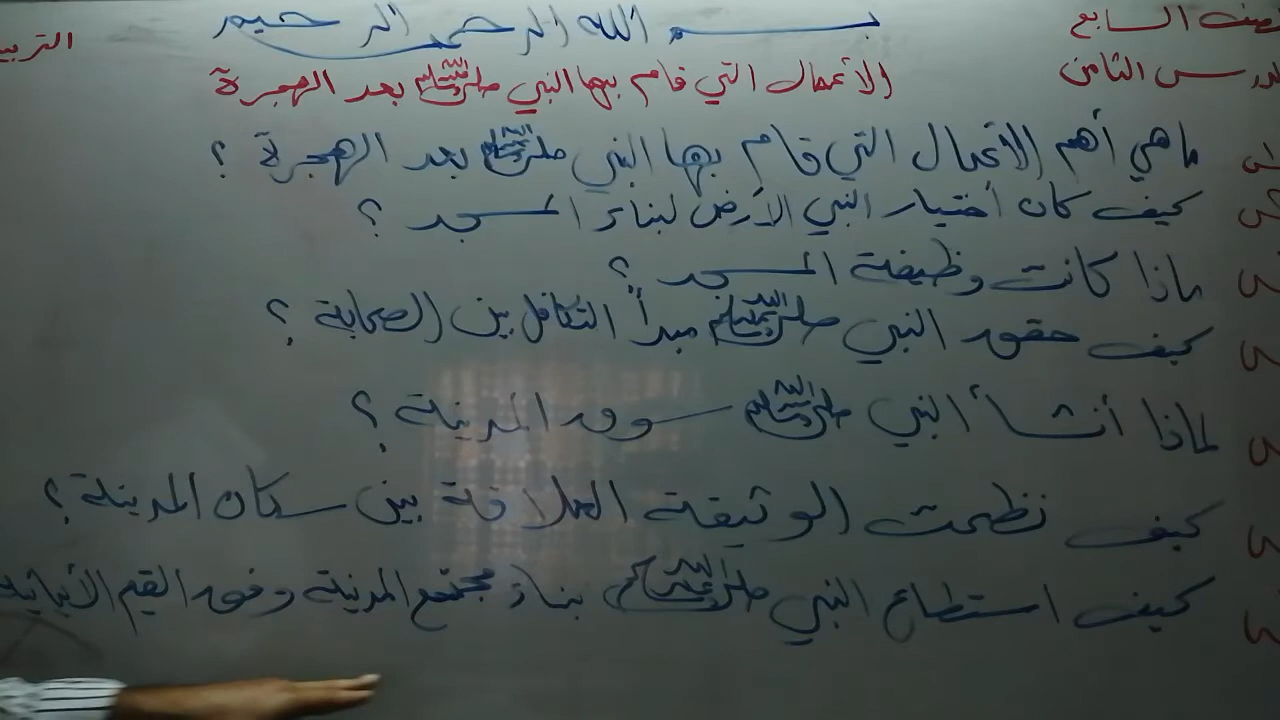 بسم الله الرحمن الرحيم
الصف السابع
التربية
الدرس الثامن
الأعمال التي قام بها النبي صلى الله عليه وسلم بعد الهجرة
س ما هي أهم الأعمال التي قام بها النبي صلى الله عليه وسلم بعد الهجرة ؟
س كيف كان أختيار النبي الأرض لبناء المسجد ؟
س ماذا كانت وظيفة المسجد ؟
س كيف حقق النبي صلى الله عليه وسلم مبدأ التكافل بين الصحابة ؟
س لماذا أنشأ النبي صلى الله عليه وسلم سوق المدينة ؟
س كيف نظمت الوثيقة العلاقة بين سكان المدينة ؟
س كيف استطاع النبي صلى الله عليه وسلم بناء مجتمع المدينة وفق القيم